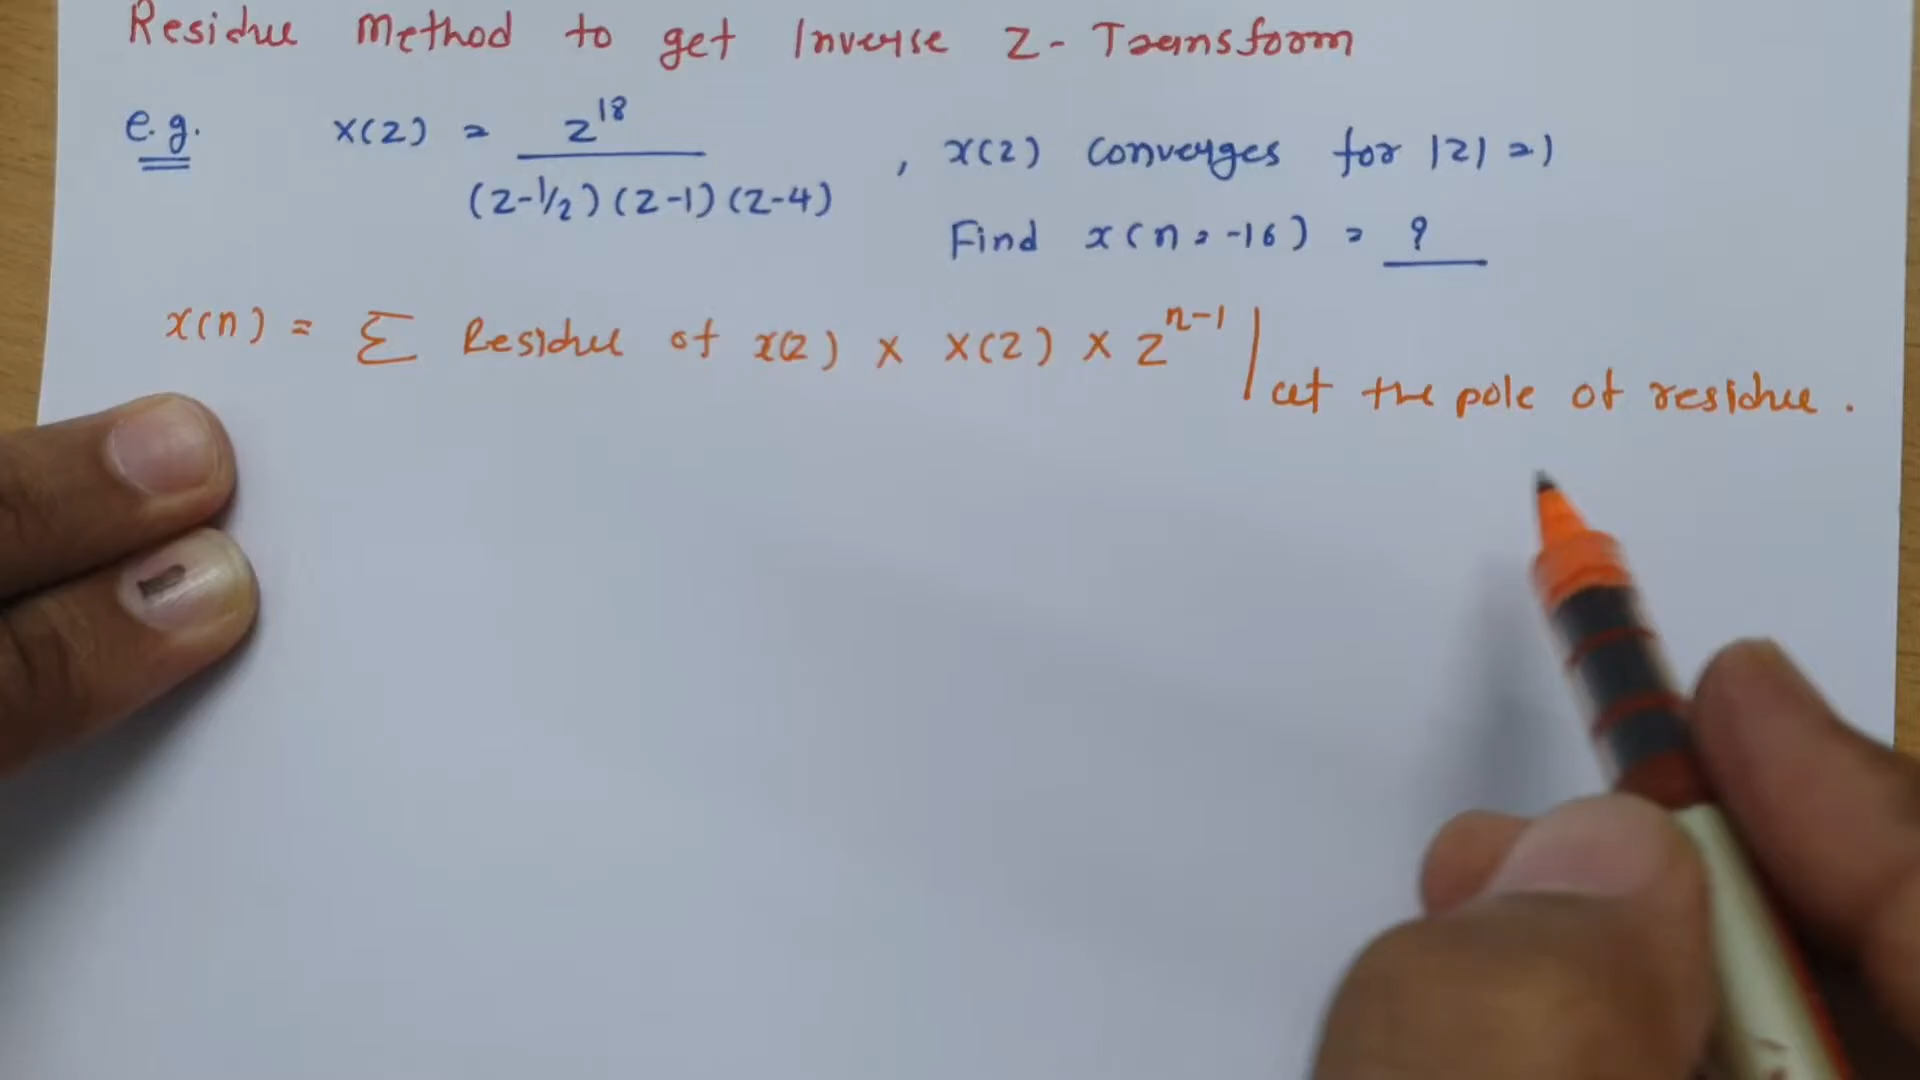 Residue Method to get Inverse Z-Transform
e.g. X(Z) = Z^18 / (Z-1/2)(Z-1)(Z-4) , X(Z) converges for |Z|=1
Find x(n=-16) = ?
x(n) = Σ Residue of X(Z) × X(Z) × Z^n-1 | at the pole of residue.